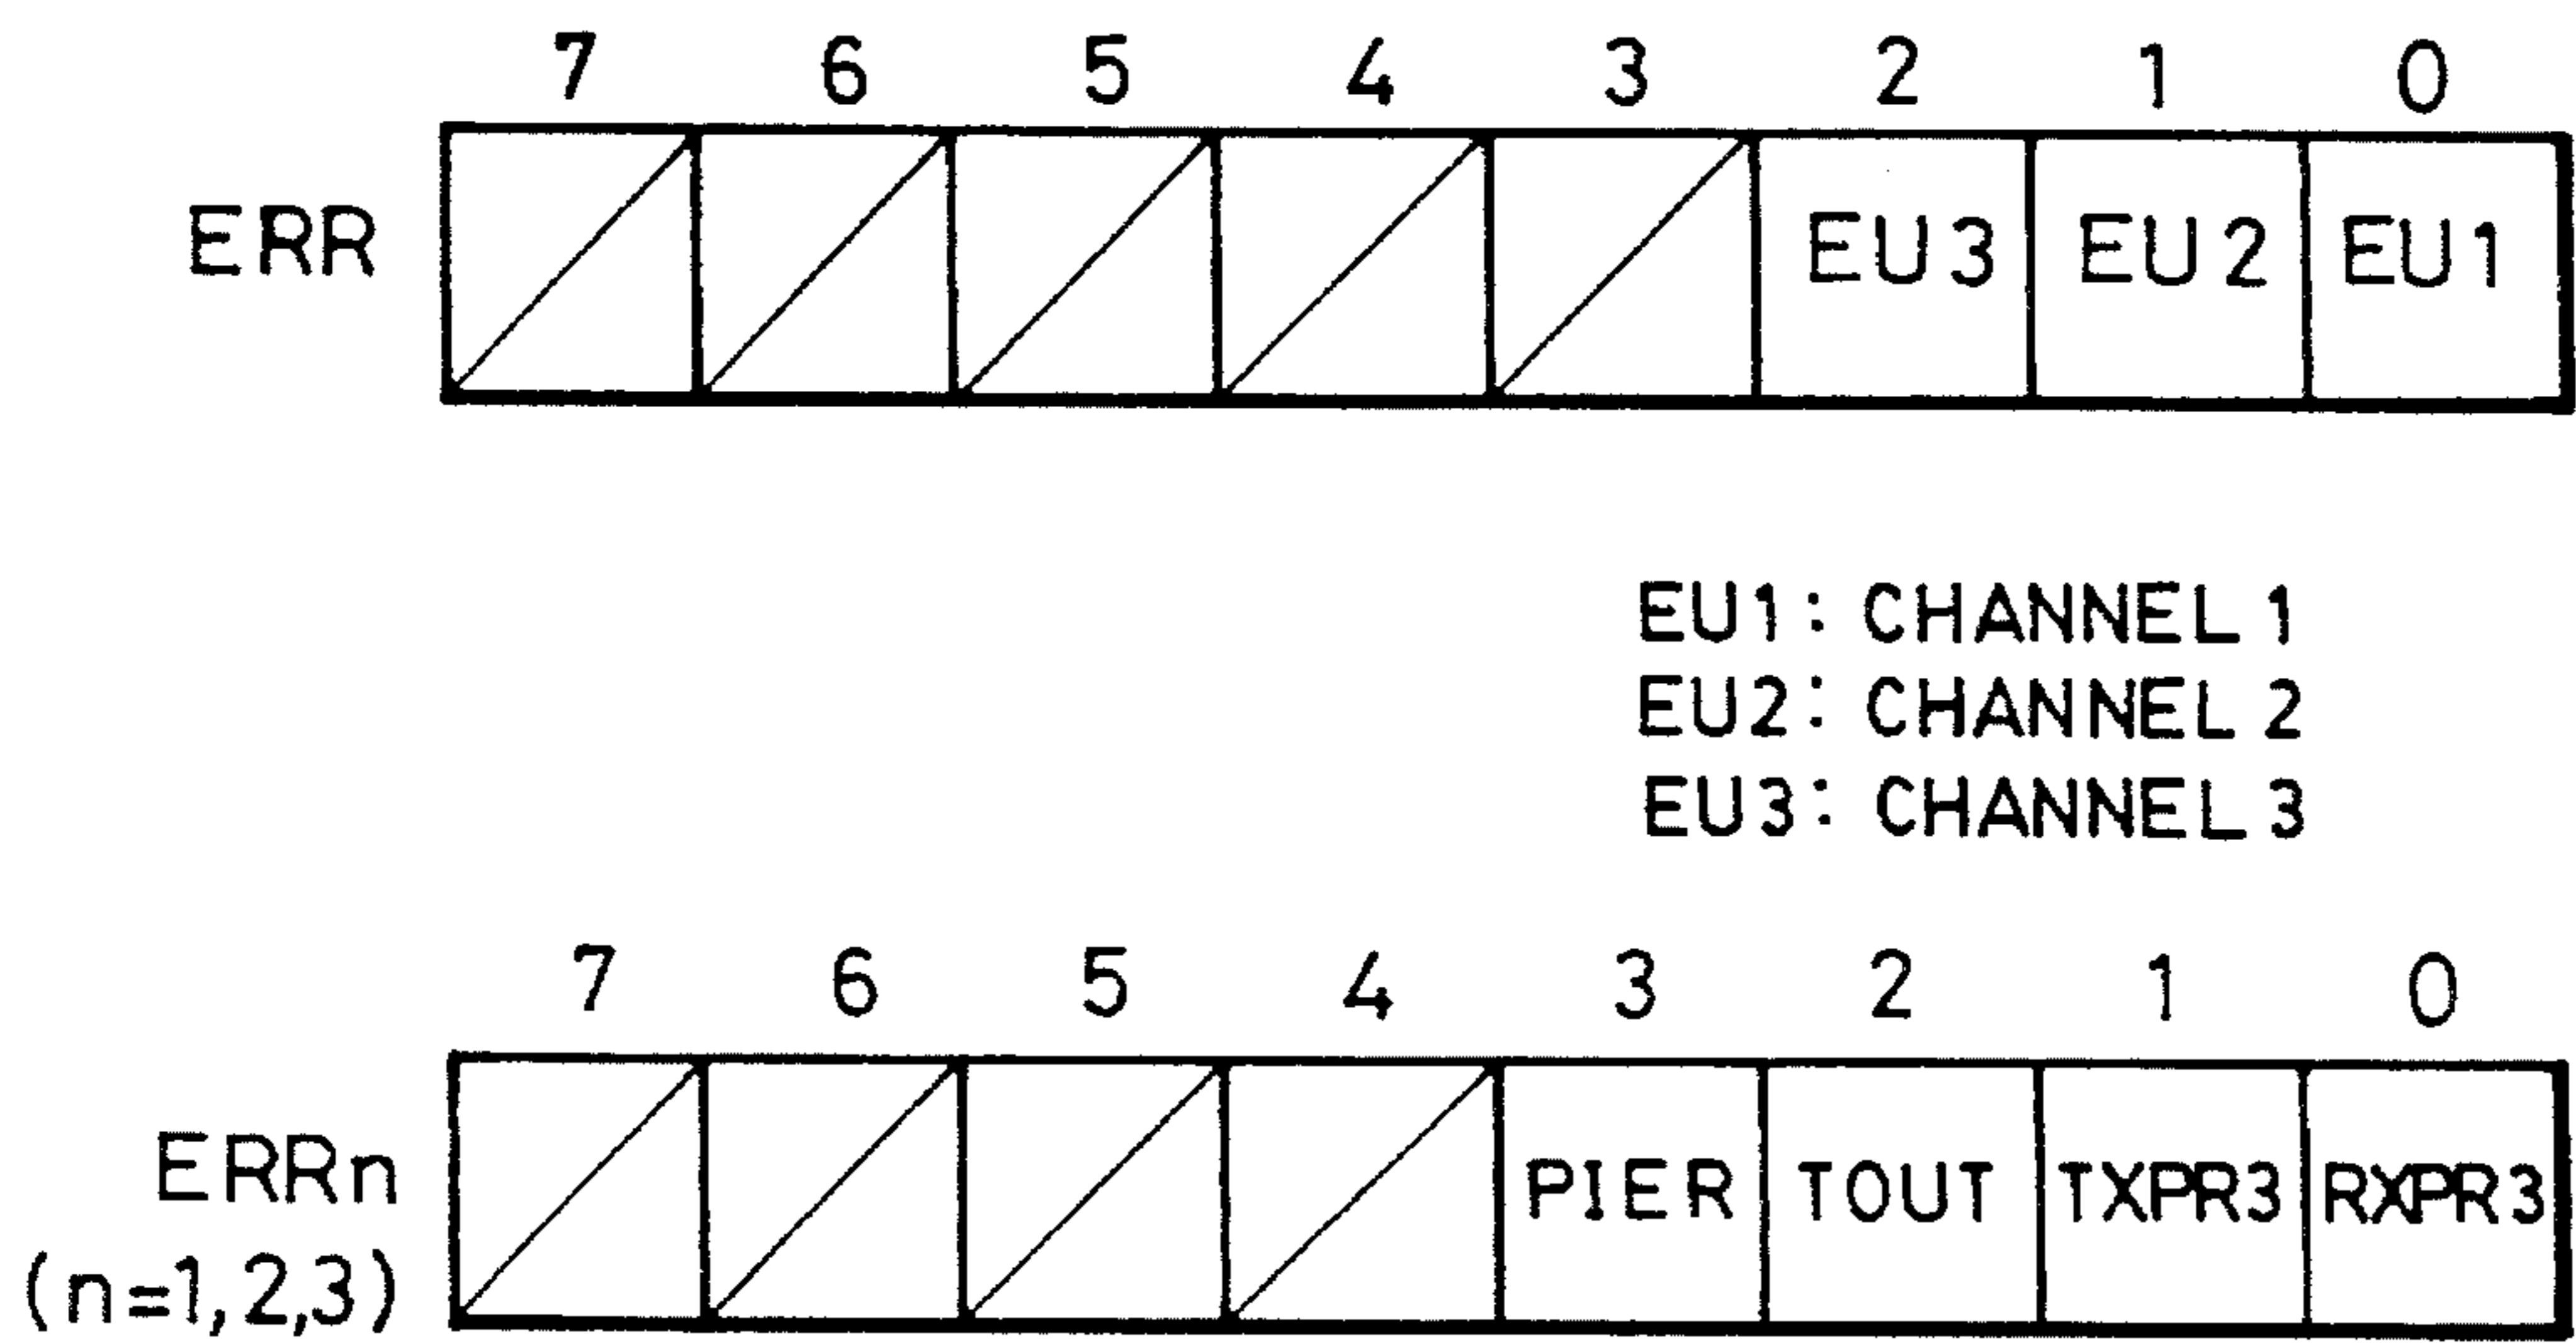 7 6 5 4 3 2 1 0
ERR EU3 EU2 EU1
EU1: CHANNEL 1
EU2: CHANNEL 2
EU3: CHANNEL 3
7 6 5 4 3 2 1 0
ERRn PIER TOUT TXPR3 RXPR3
(n=1,2,3)